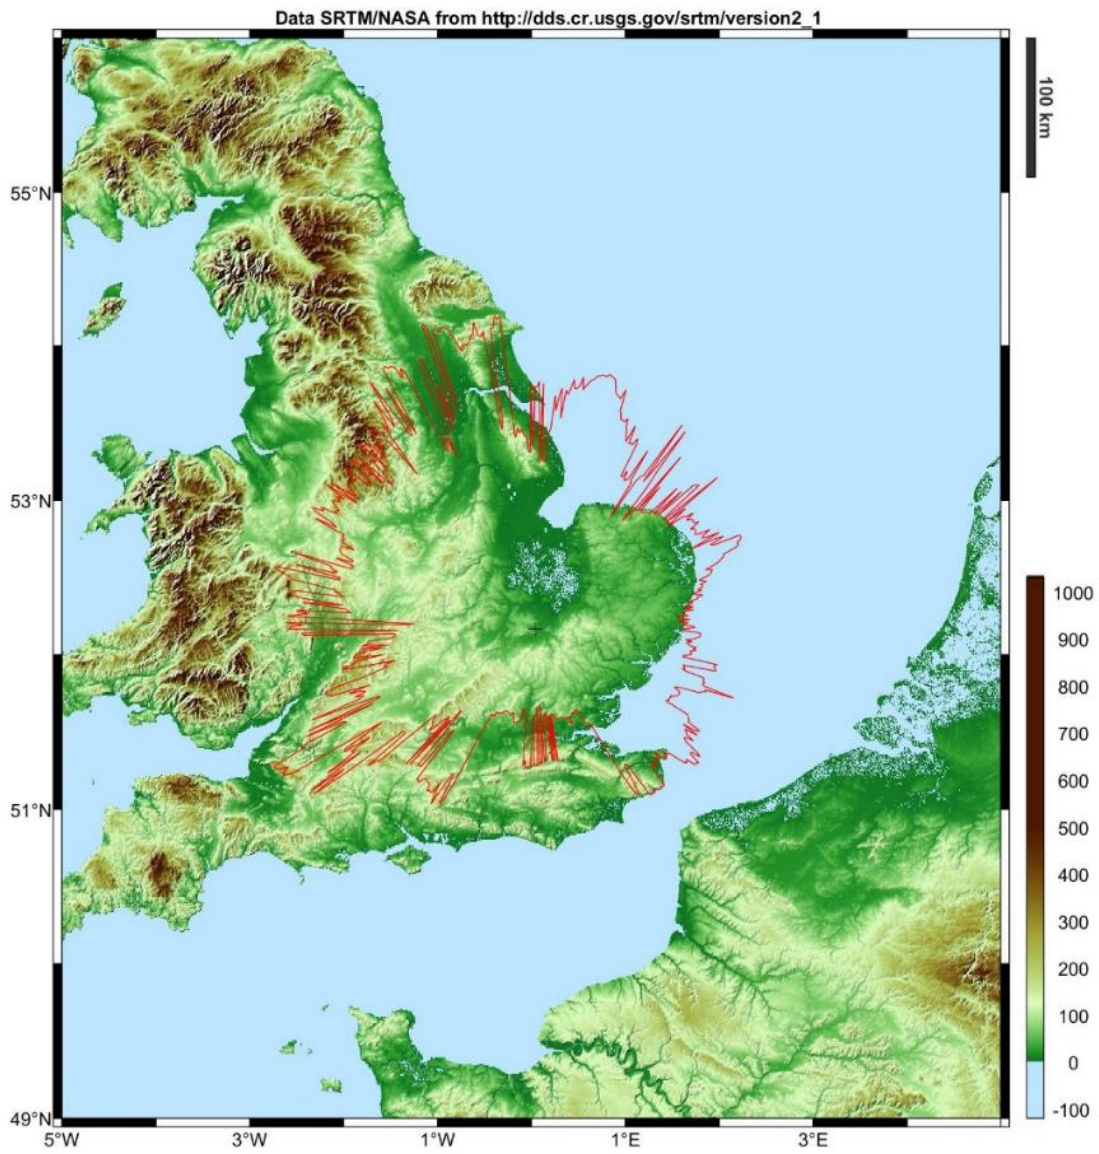 Data SRTM/NASA from http://dds.cr.usgs.gov/srtm/version2_1
100 km
55°N
53°N
51°N
49°N
5°W
3°W
1°W
1°E
3°E
1000
900
800
700
600
500
400
300
200
100
0
-100